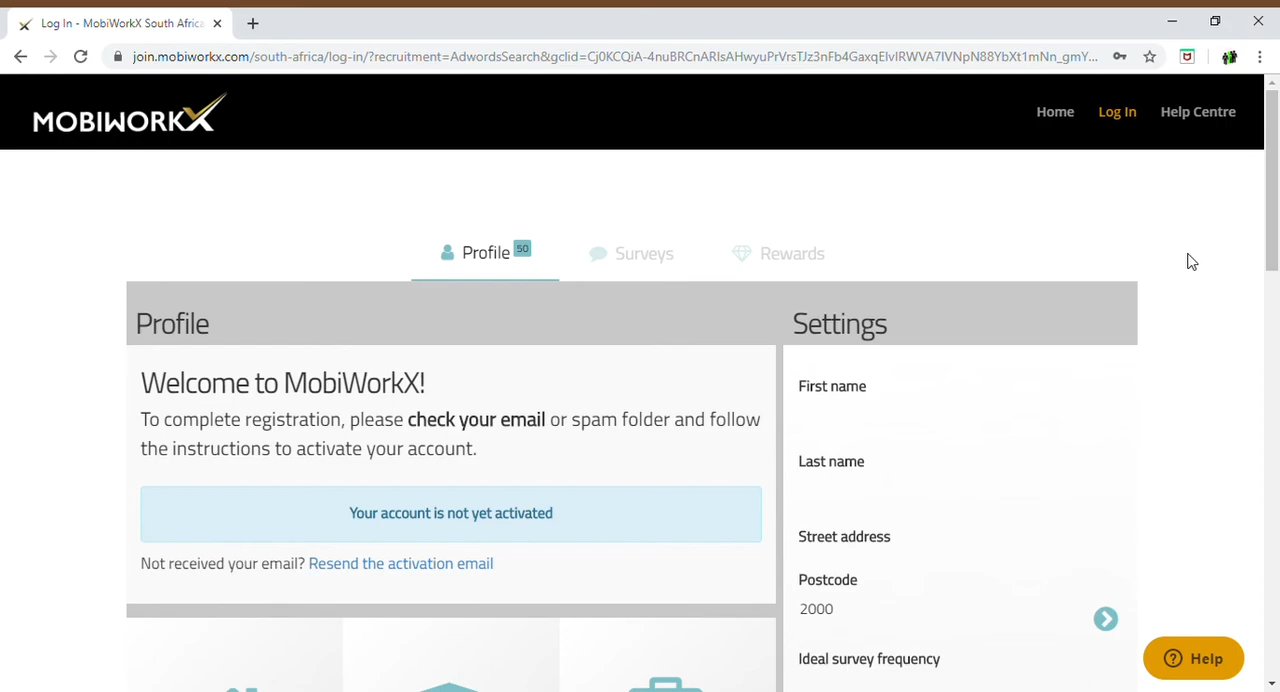 Log In - MobiWorkX South Africa
join.mobiworkx.com/south-africa/log-in/?recruitment=AdwordsSearch&gclid=Cj0KCQiA-4nuBRCnARIsAHwyuPrVrsTJz3nFb4GaxqElvIRWVA7IVNpN88YbXt1mNn_gmY...
MOBIWORKX
Home Log In Help Centre
Profile 50 Surveys Rewards
Profile
Settings
Welcome to MobiWorkX!
To complete registration, please check your email or spam folder and follow
the instructions to activate your account.
Your account is not yet activated
Not received your email? Resend the activation email
First name
Last name
Street address
Postcode
2000
Ideal survey frequency
Help